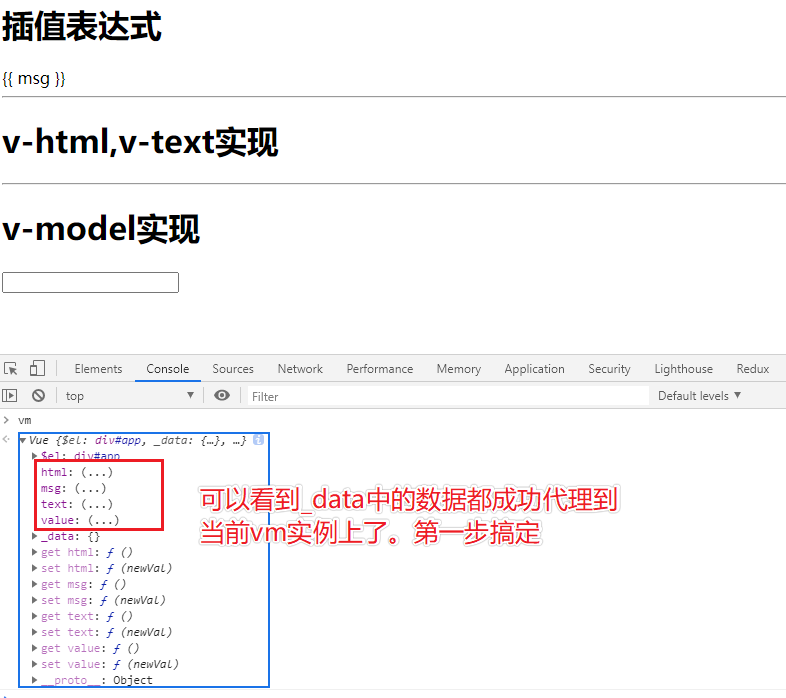 插值表达式
{{ msg }}
v-html,v-text实现
v-model实现
Elements Console Sources Network Performance Memory Application Security Lighthouse Redux
top ▼ Filter Default levels ▼
> vm
Vue {$el: div#app, _data: {…}, …}
$el: div#app
html: (...)
msg: (...)
text: (...)
value: (...)
_data: {}
get html: ƒ ()
set html: ƒ (newVal)
get msg: ƒ ()
set msg: ƒ (newVal)
get text: ƒ ()
set text: ƒ (newVal)
get value: ƒ ()
set value: ƒ (newVal)
__proto__: Object
可以看到_data中的数据都成功代理到
当前vm实例上了。第一步搞定